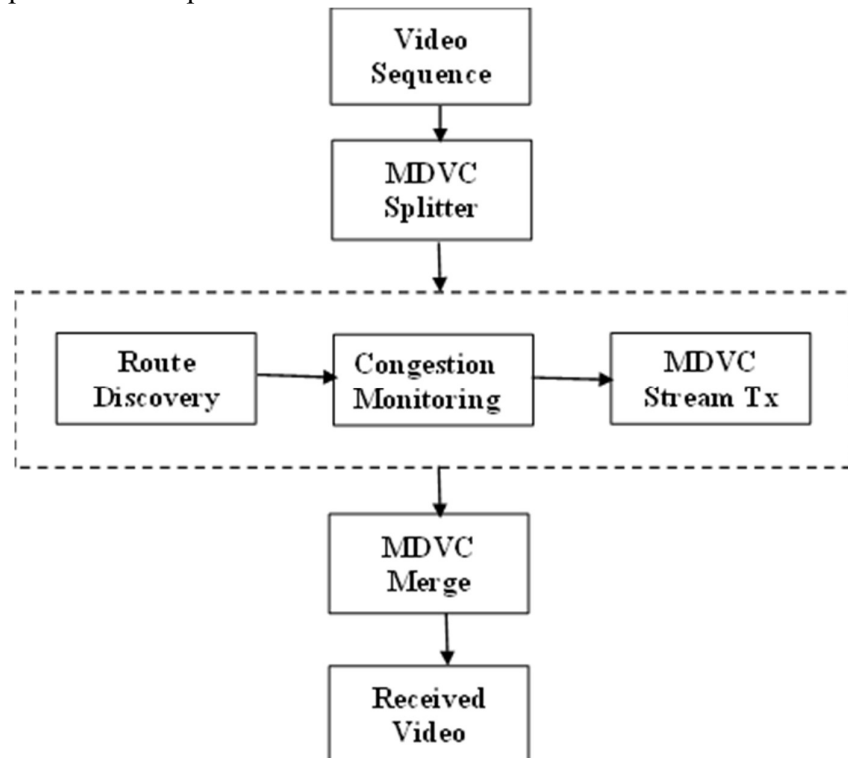 Video
Sequence
MDVC
Splitter
Route
Discovery
Congestion
Monitoring
MDVC
Stream Tx
MDVC
Merge
Received
Video